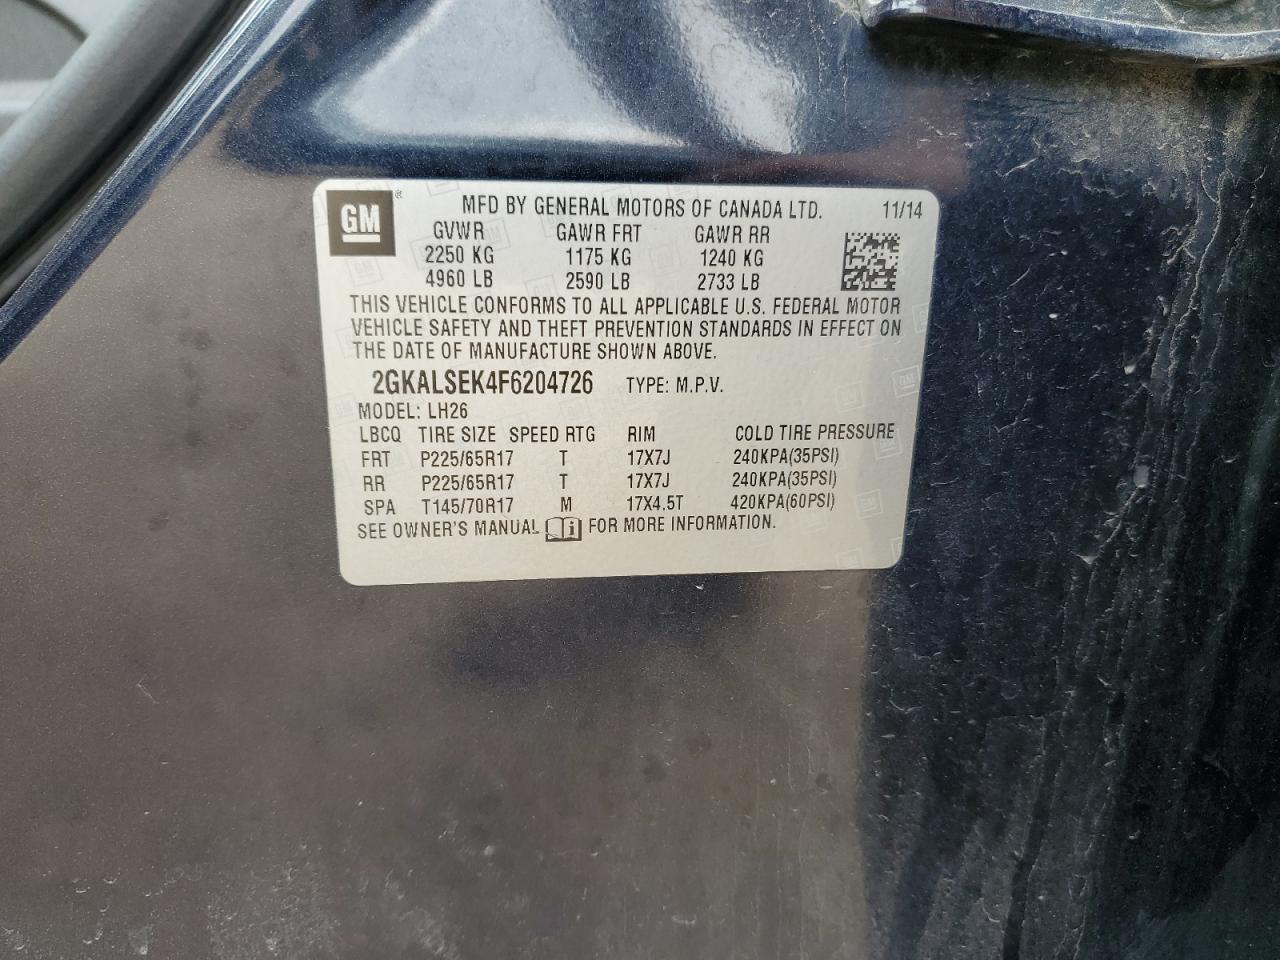 GM ® MFD BY GENERAL MOTORS OF CANADA LTD. 11/14
GVWR GAWR FRT GAWR RR
2250 KG 1175 KG 1240 KG
4960 LB 2590 LB 2733 LB
THIS VEHICLE CONFORMS TO ALL APPLICABLE U.S. FEDERAL MOTOR
VEHICLE SAFETY AND THEFT PREVENTION STANDARDS IN EFFECT ON
THE DATE OF MANUFACTURE SHOWN ABOVE.
2GKALSEK4F6204726 TYPE: M.P.V.
MODEL: LH26
LBCQ TIRE SIZE SPEED RTG RIM COLD TIRE PRESSURE
FRT P225/65R17 T 17X7J 240KPA(35PSI)
RR P225/65R17 T 17X7J 240KPA(35PSI)
SPA T145/70R17 M 17X4.5T 420KPA(60PSI)
SEE OWNER'S MANUAL i FOR MORE INFORMATION.